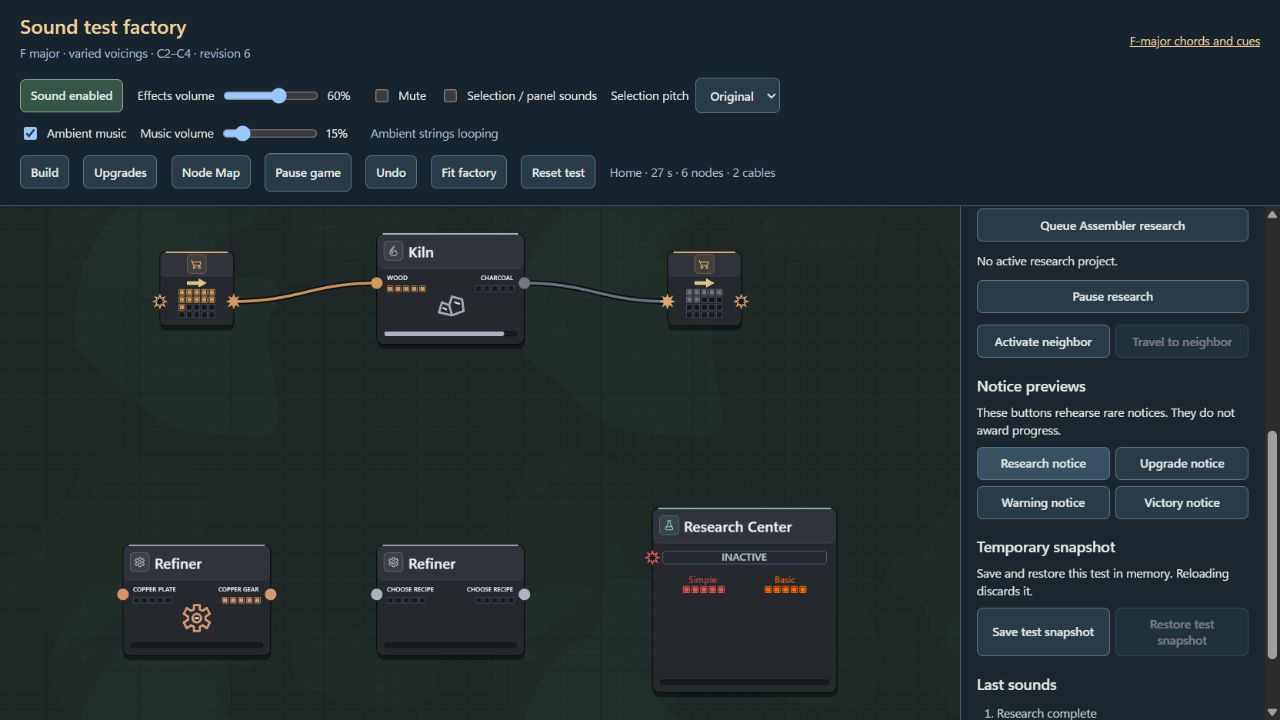 Sound test factory
F major · varied voicings · C2–C4 · revision 6
F-major chords and cues
Sound enabled
Effects volume
60%
Mute
Selection / panel sounds
Selection pitch
Original
Ambient music
Music volume
15%
Ambient strings looping
Build
Upgrades
Node Map
Pause game
Undo
Fit factory
Reset test
Home · 27 s · 6 nodes · 2 cables
Kiln
WOOD
CHARCOAL
Refiner
COPPER PLATE
COPPER GEAR
Refiner
CHOOSE RECIPE
CHOOSE RECIPE
Research Center
INACTIVE
Simple
Basic
Queue Assembler research
No active research project.
Pause research
Activate neighbor
Travel to neighbor
Notice previews
These buttons rehearse rare notices. They do not
award progress.
Research notice
Upgrade notice
Warning notice
Victory notice
Temporary snapshot
Save and restore this test in memory. Reloading
discards it.
Save test snapshot
Restore test
snapshot
Last sounds
1. Research complete